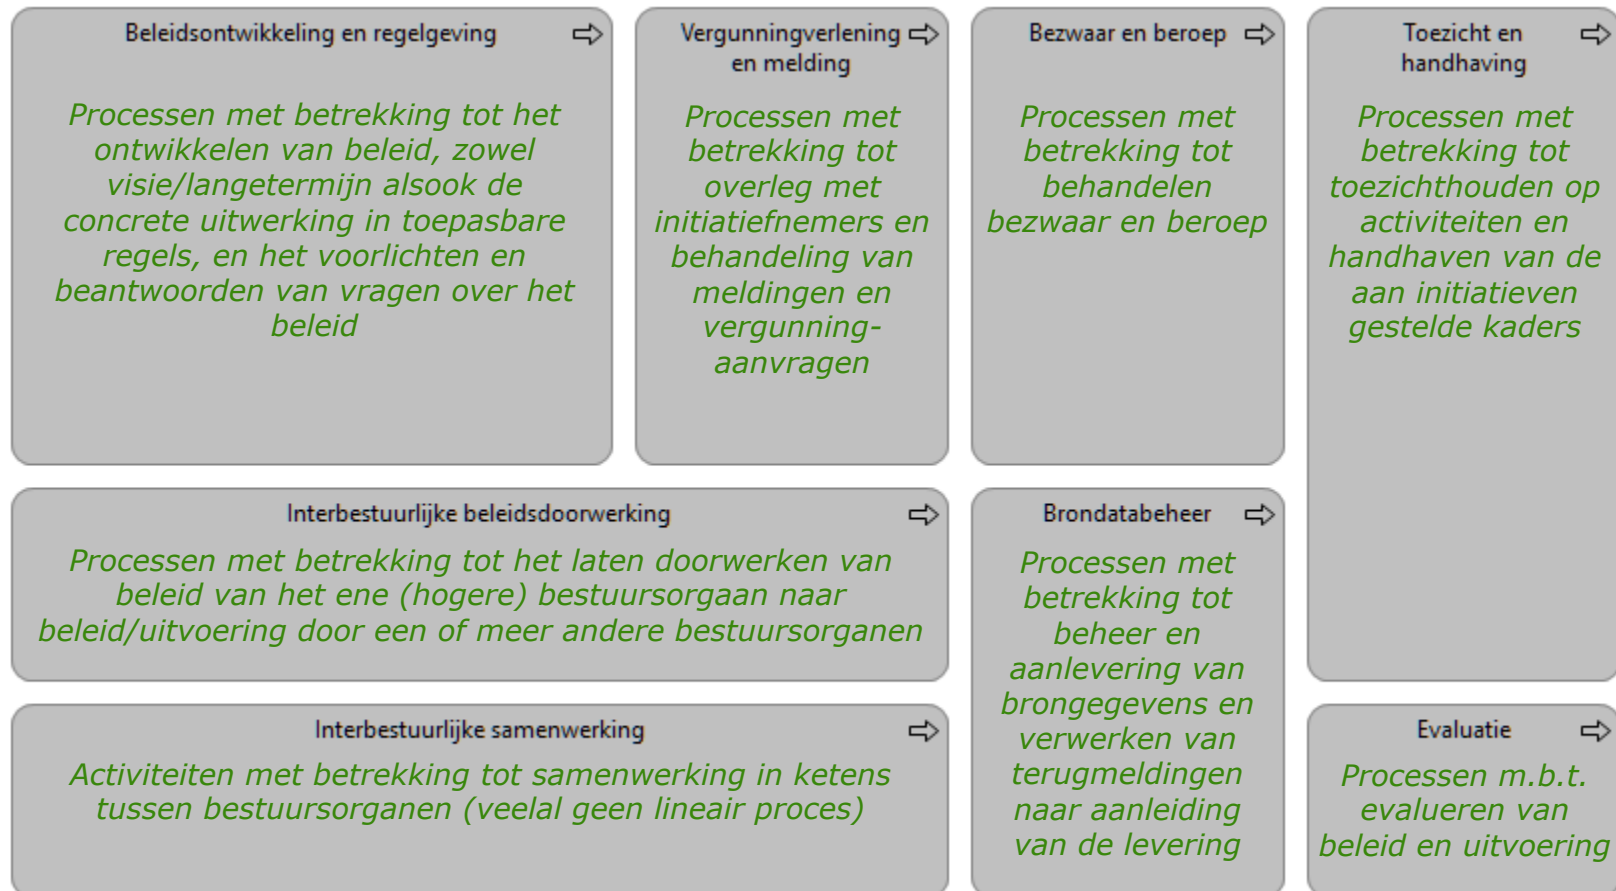 Beleidsontwikkeling en regelgeving
Processen met betrekking tot het
ontwikkelen van beleid, zowel
visie/langetermijn alsook de
concrete uitwerking in toepasbare
regels, en het voorlichten en
beantwoorden van vragen over het
beleid
Vergunningverlening
en melding
Processen met
betrekking tot
overleg met
initiatiefnemers en
behandeling van
meldingen en
vergunning-
aanvragen
Bezwaar en beroep
Processen met
betrekking tot
behandelen
bezwaar en beroep
Toezicht en
handhaving
Processen met
betrekking tot
toezichthouden op
activiteiten en
handhaven van de
aan initiatieven
gestelde kaders
Interbestuurlijke beleidsdoorwerking
Processen met betrekking tot het laten doorwerken van
beleid van het ene (hogere) bestuursorgaan naar
beleid/uitvoering door een of meer andere bestuursorganen
Brondatabeheer
Processen met
betrekking tot
beheer en
aanlevering van
brongegevens en
verwerken van
terugmeldingen
naar aanleiding
van de levering
Interbestuurlijke samenwerking
Activiteiten met betrekking tot samenwerking in ketens
tussen bestuursorganen (veelal geen lineair proces)
Evaluatie
Processen m.b.t.
evalueren van
beleid en uitvoering